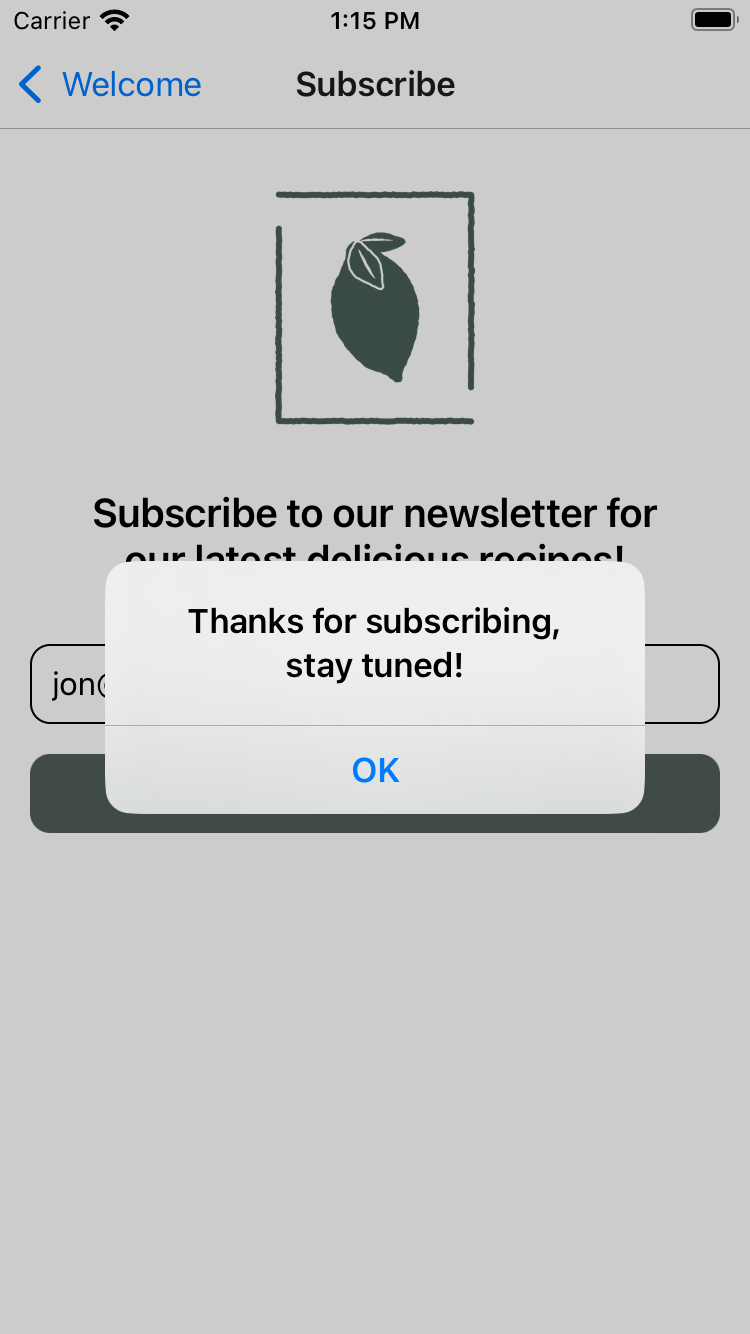 Carrier 1:15 PM
Welcome Subscribe
Subscribe to our newsletter for
our latest delicious recipes!
Thanks for subscribing,
stay tuned!
jon@
OK